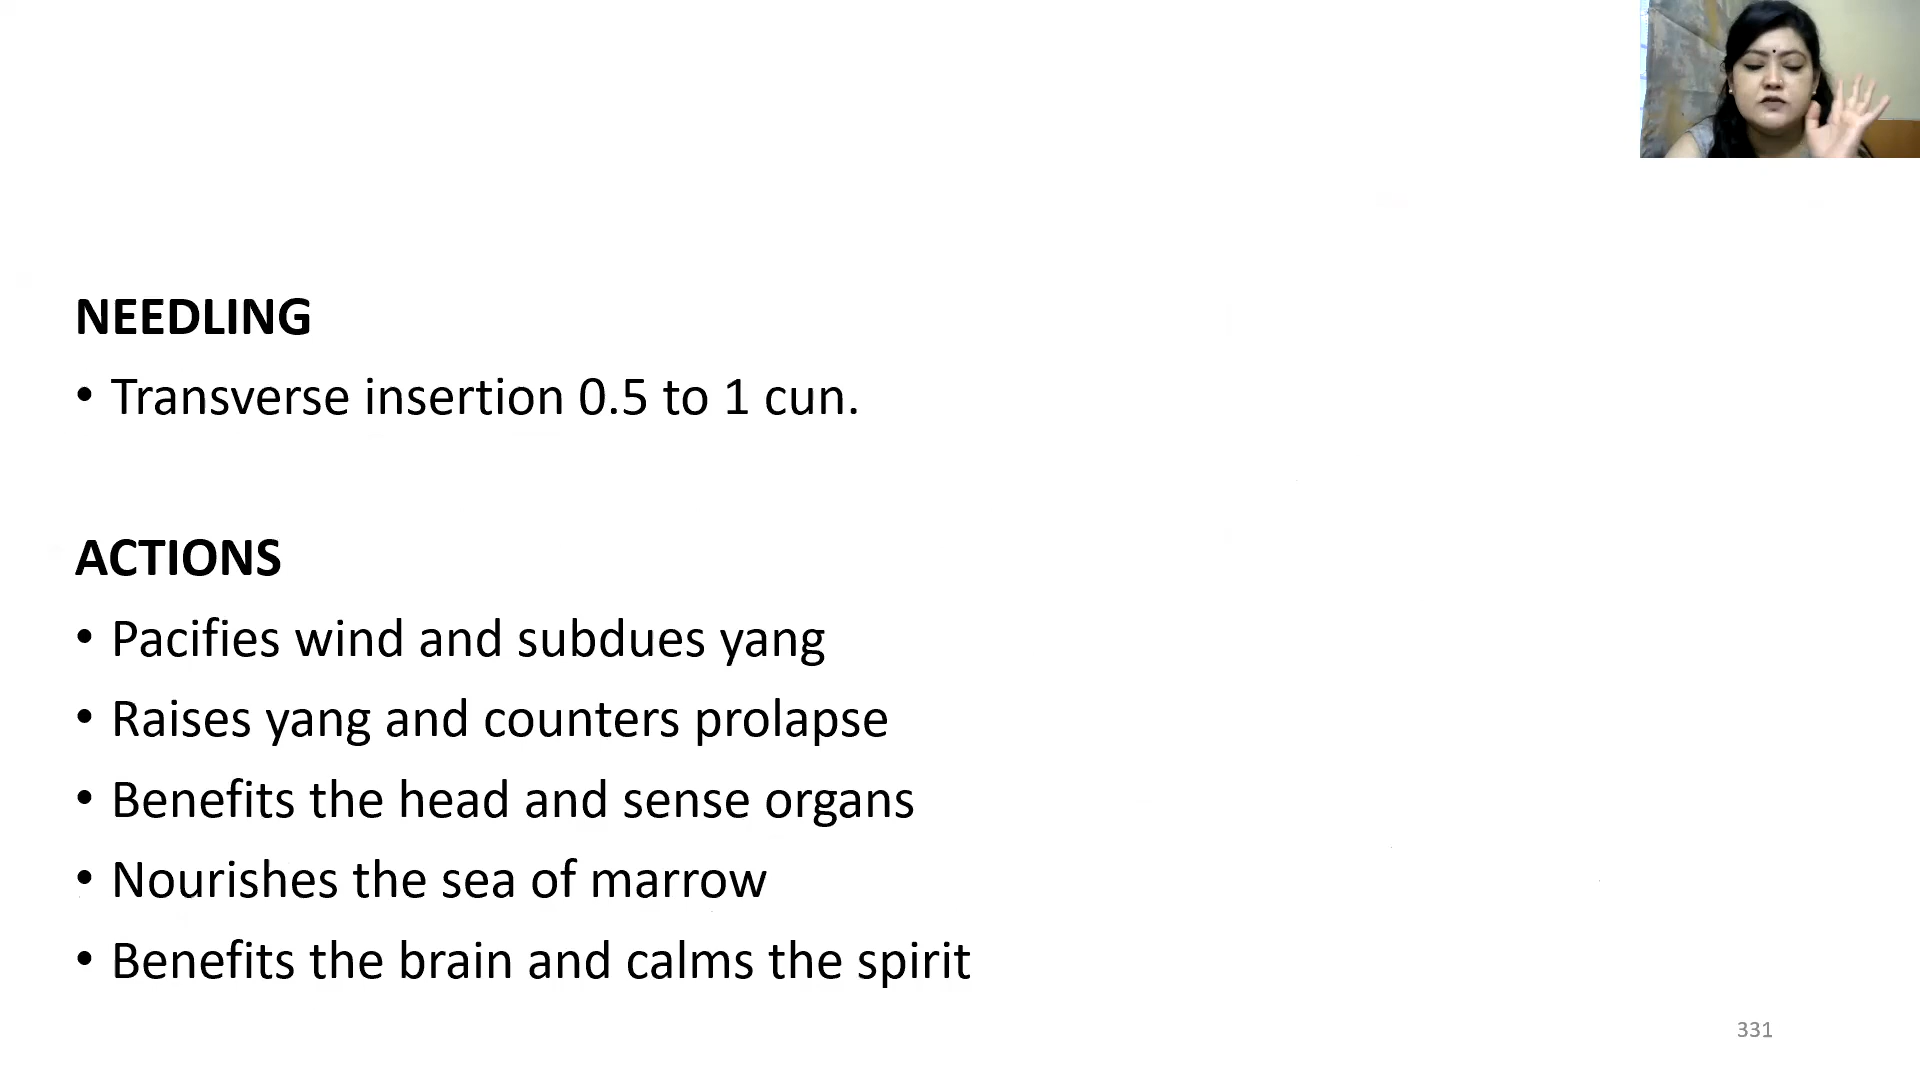 NEEDLING
• Transverse insertion 0.5 to 1 cun.
ACTIONS
• Pacifies wind and subdues yang
• Raises yang and counters prolapse
• Benefits the head and sense organs
• Nourishes the sea of marrow
• Benefits the brain and calms the spirit
331